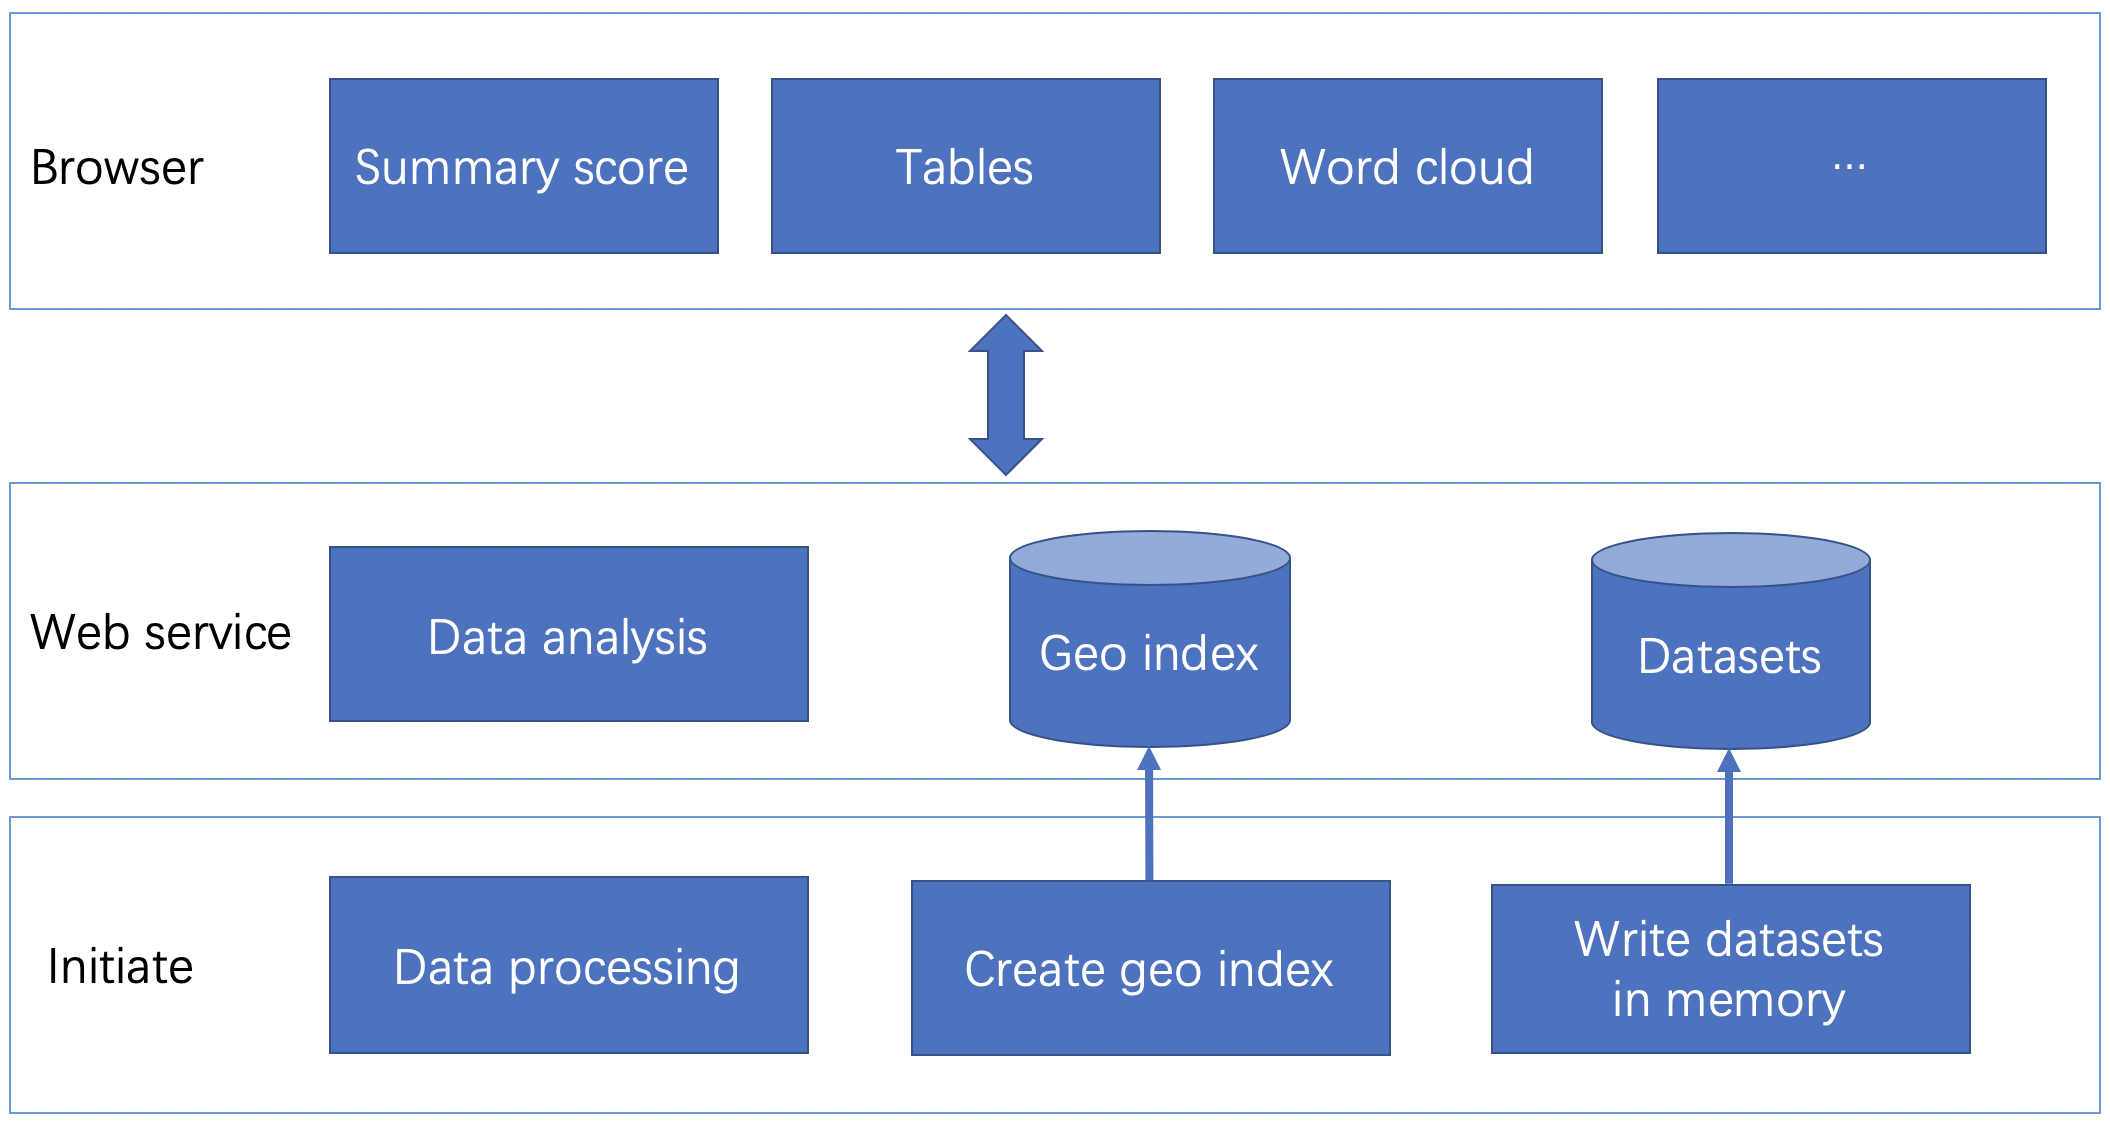 Browser
Summary score
Tables
Word cloud
...
Web service
Data analysis
Geo index
Datasets
Initiate
Data processing
Create geo index
Write datasets
in memory